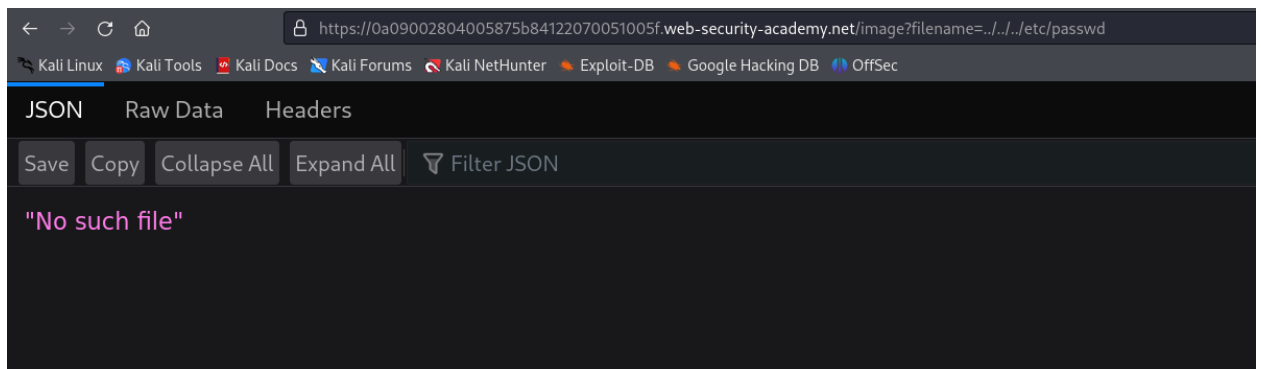 https://0a09002804005875b84122070051005f.web-security-academy.net/image?filename=../../../etc/passwd
Kali Linux Kali Tools Kali Docs Kali Forums Kali NetHunter Exploit-DB Google Hacking DB OffSec
JSON Raw Data Headers
Save Copy Collapse All Expand All Filter JSON
"No such file"